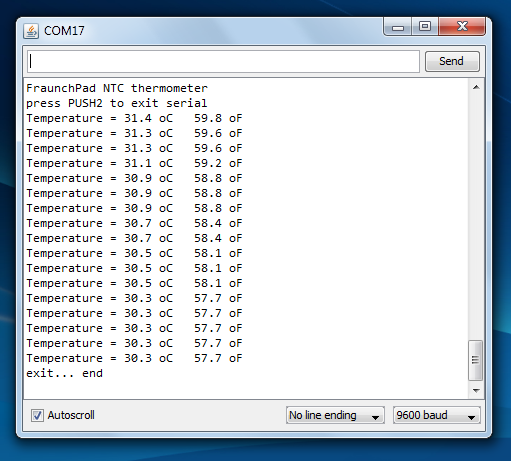 COM17
Send
FraunchPad NTC thermometer
press PUSH2 to exit serial
Temperature = 31.4 oC   59.8 oF
Temperature = 31.3 oC   59.6 oF
Temperature = 31.3 oC   59.6 oF
Temperature = 31.1 oC   59.2 oF
Temperature = 30.9 oC   58.8 oF
Temperature = 30.9 oC   58.8 oF
Temperature = 30.9 oC   58.8 oF
Temperature = 30.7 oC   58.4 oF
Temperature = 30.7 oC   58.4 oF
Temperature = 30.5 oC   58.1 oF
Temperature = 30.5 oC   58.1 oF
Temperature = 30.5 oC   58.1 oF
Temperature = 30.3 oC   57.7 oF
Temperature = 30.3 oC   57.7 oF
Temperature = 30.3 oC   57.7 oF
Temperature = 30.3 oC   57.7 oF
Temperature = 30.3 oC   57.7 oF
exit... end
Autoscroll No line ending 9600 baud